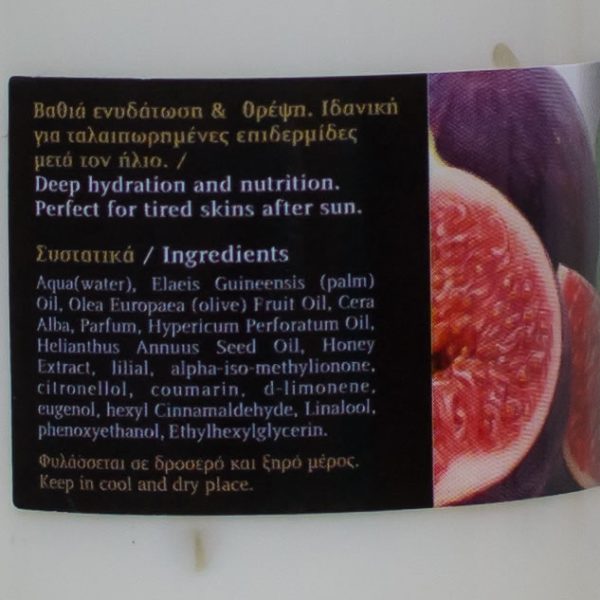 Βαθιά ενυδάτωση & Θρέψη. Ιδανική
για ταλαιπωρημένες επιδερμίδες
μετά τον ήλιο. /
Deep hydration and nutrition.
Perfect for tired skins after sun.
Συστατικά / Ingredients
Aqua(water), Elaeis Guineensis (palm)
Oil, Olea Europaea (olive) Fruit Oil, Cera
Alba, Parfum, Hypericum Perforatum Oil,
Helianthus Annuus Seed Oil, Honey
Extract, lilial, alpha-iso-methylionone,
citronellol, coumarin, d-limonene,
eugenol, hexyl Cinnamaldehyde, Linalool,
phenoxyethanol, Ethylhexylglycerin.
Φυλάσσεται σε δροσερό και ξηρό μέρος.
Keep in cool and dry place.